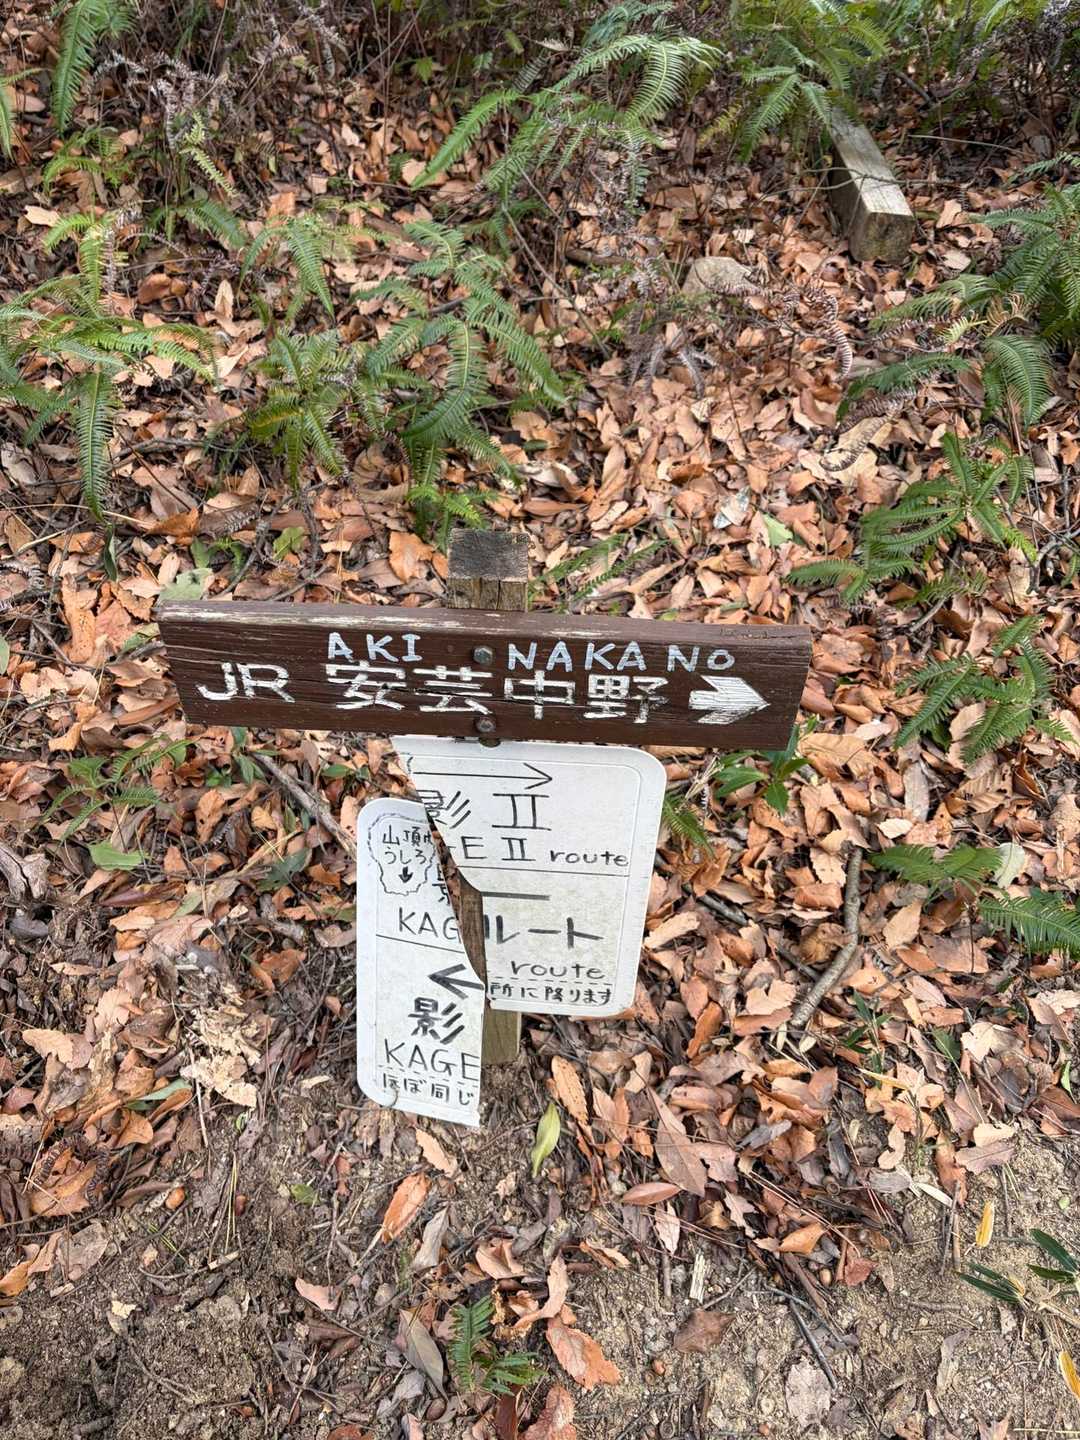 AKI NAKANO
JR 安芸中野
影 II
E II route
山頂の
うしろ
KAG
ルート
route
所に降ります
影
KAGE
ほぼ同じ